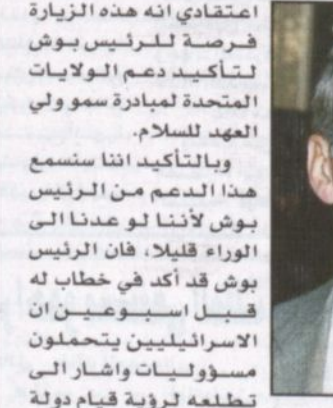 اعتقادي انه هذه الزيارة
فرصة للرئيس بوش
لتأكيد دعم الولايات
المتحدة لمبادرة سمو ولي
العهد للسلام.
وبالتأكيد اننا سنسمع
هذا الدعم من الرئيس
بوش لأننا لو عدنا الى
الوراء قليلا، فان الرئيس
بوش قد أكد في خطاب له
قبل اسبوعين ان
الاسرائيليين يتحملون
مسؤوليات واشار الى
تطلعه لرؤية قيام دولة